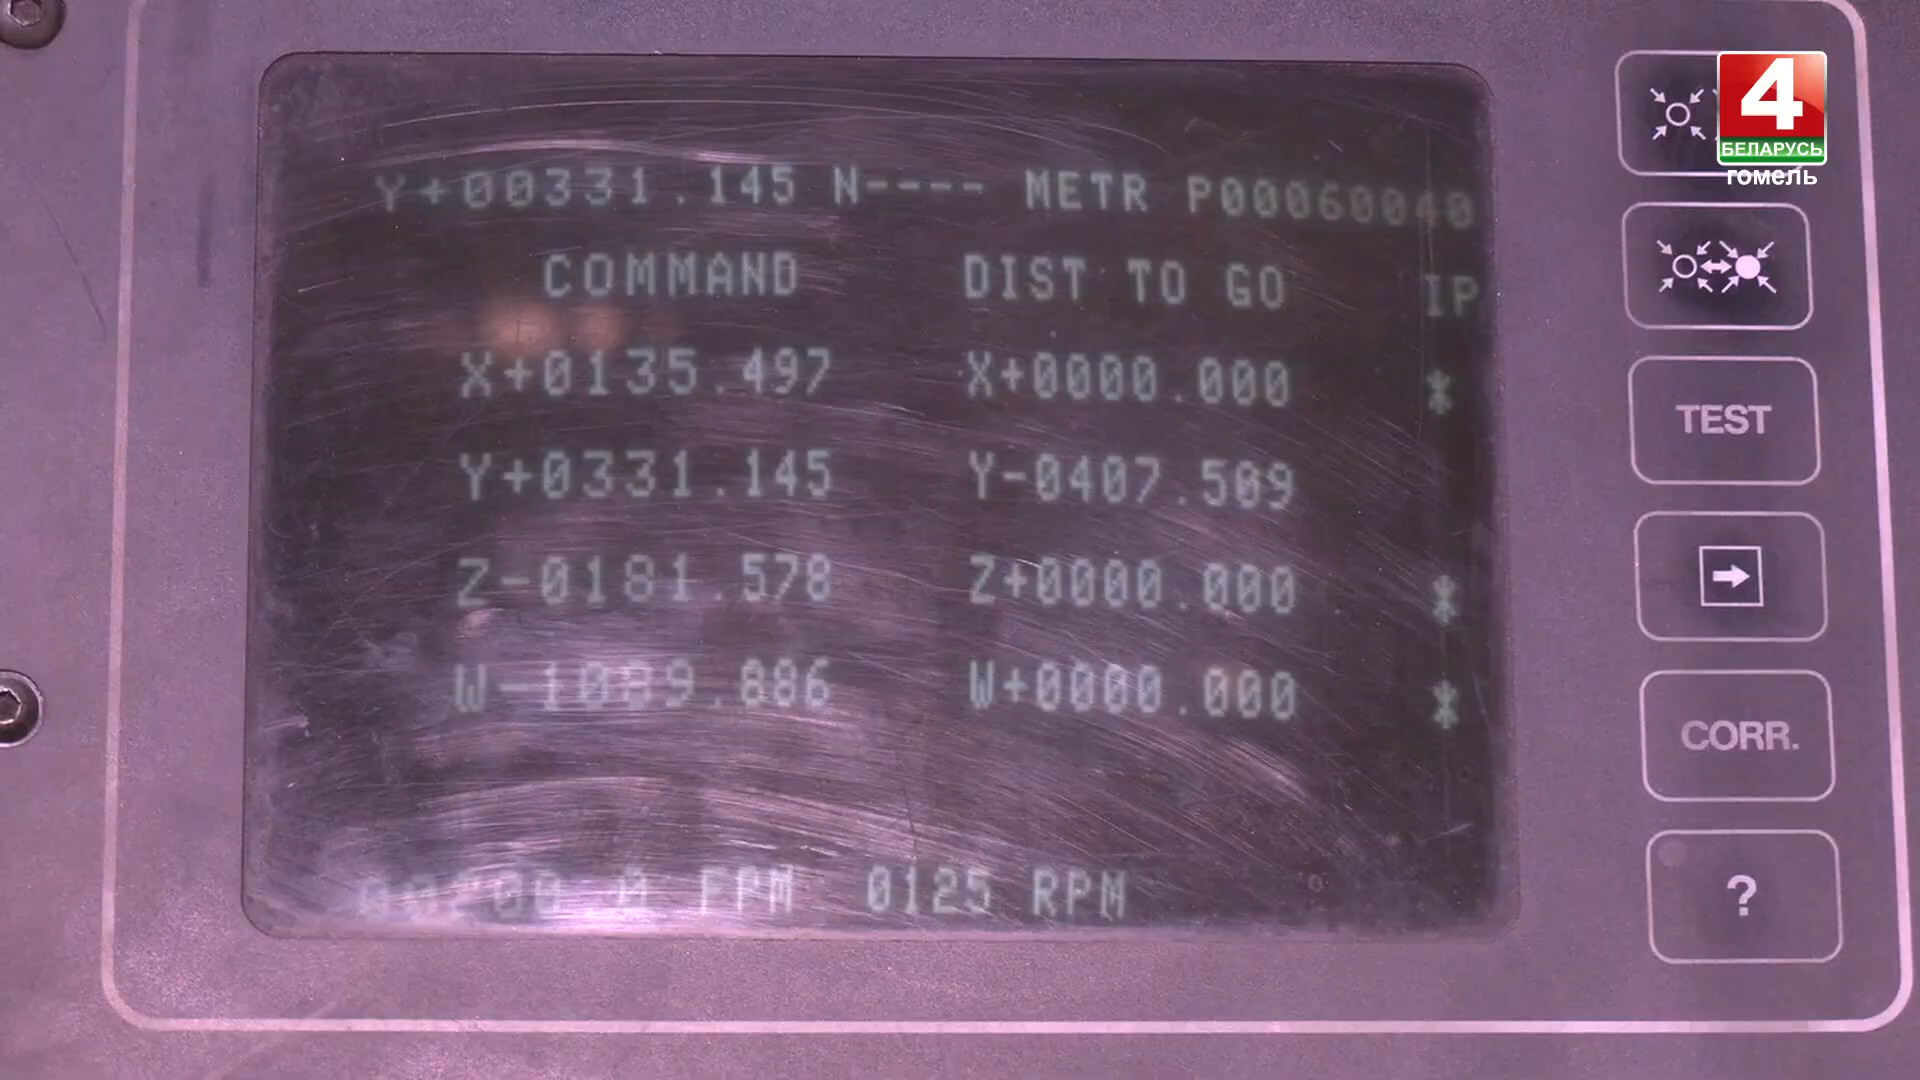 4
БЕЛАРУСЬ
гомель
Y+00331.145 N---- METR P00060040
COMMAND DIST TO GO IP
X+0135.497 X+0000.000 *
Y+0331.145 Y-0407.509
Z-0181.578 Z+0000.000 *
W-1089.886 W+0000.000 *
FPM 0125 RPM
TEST
CORR.
?